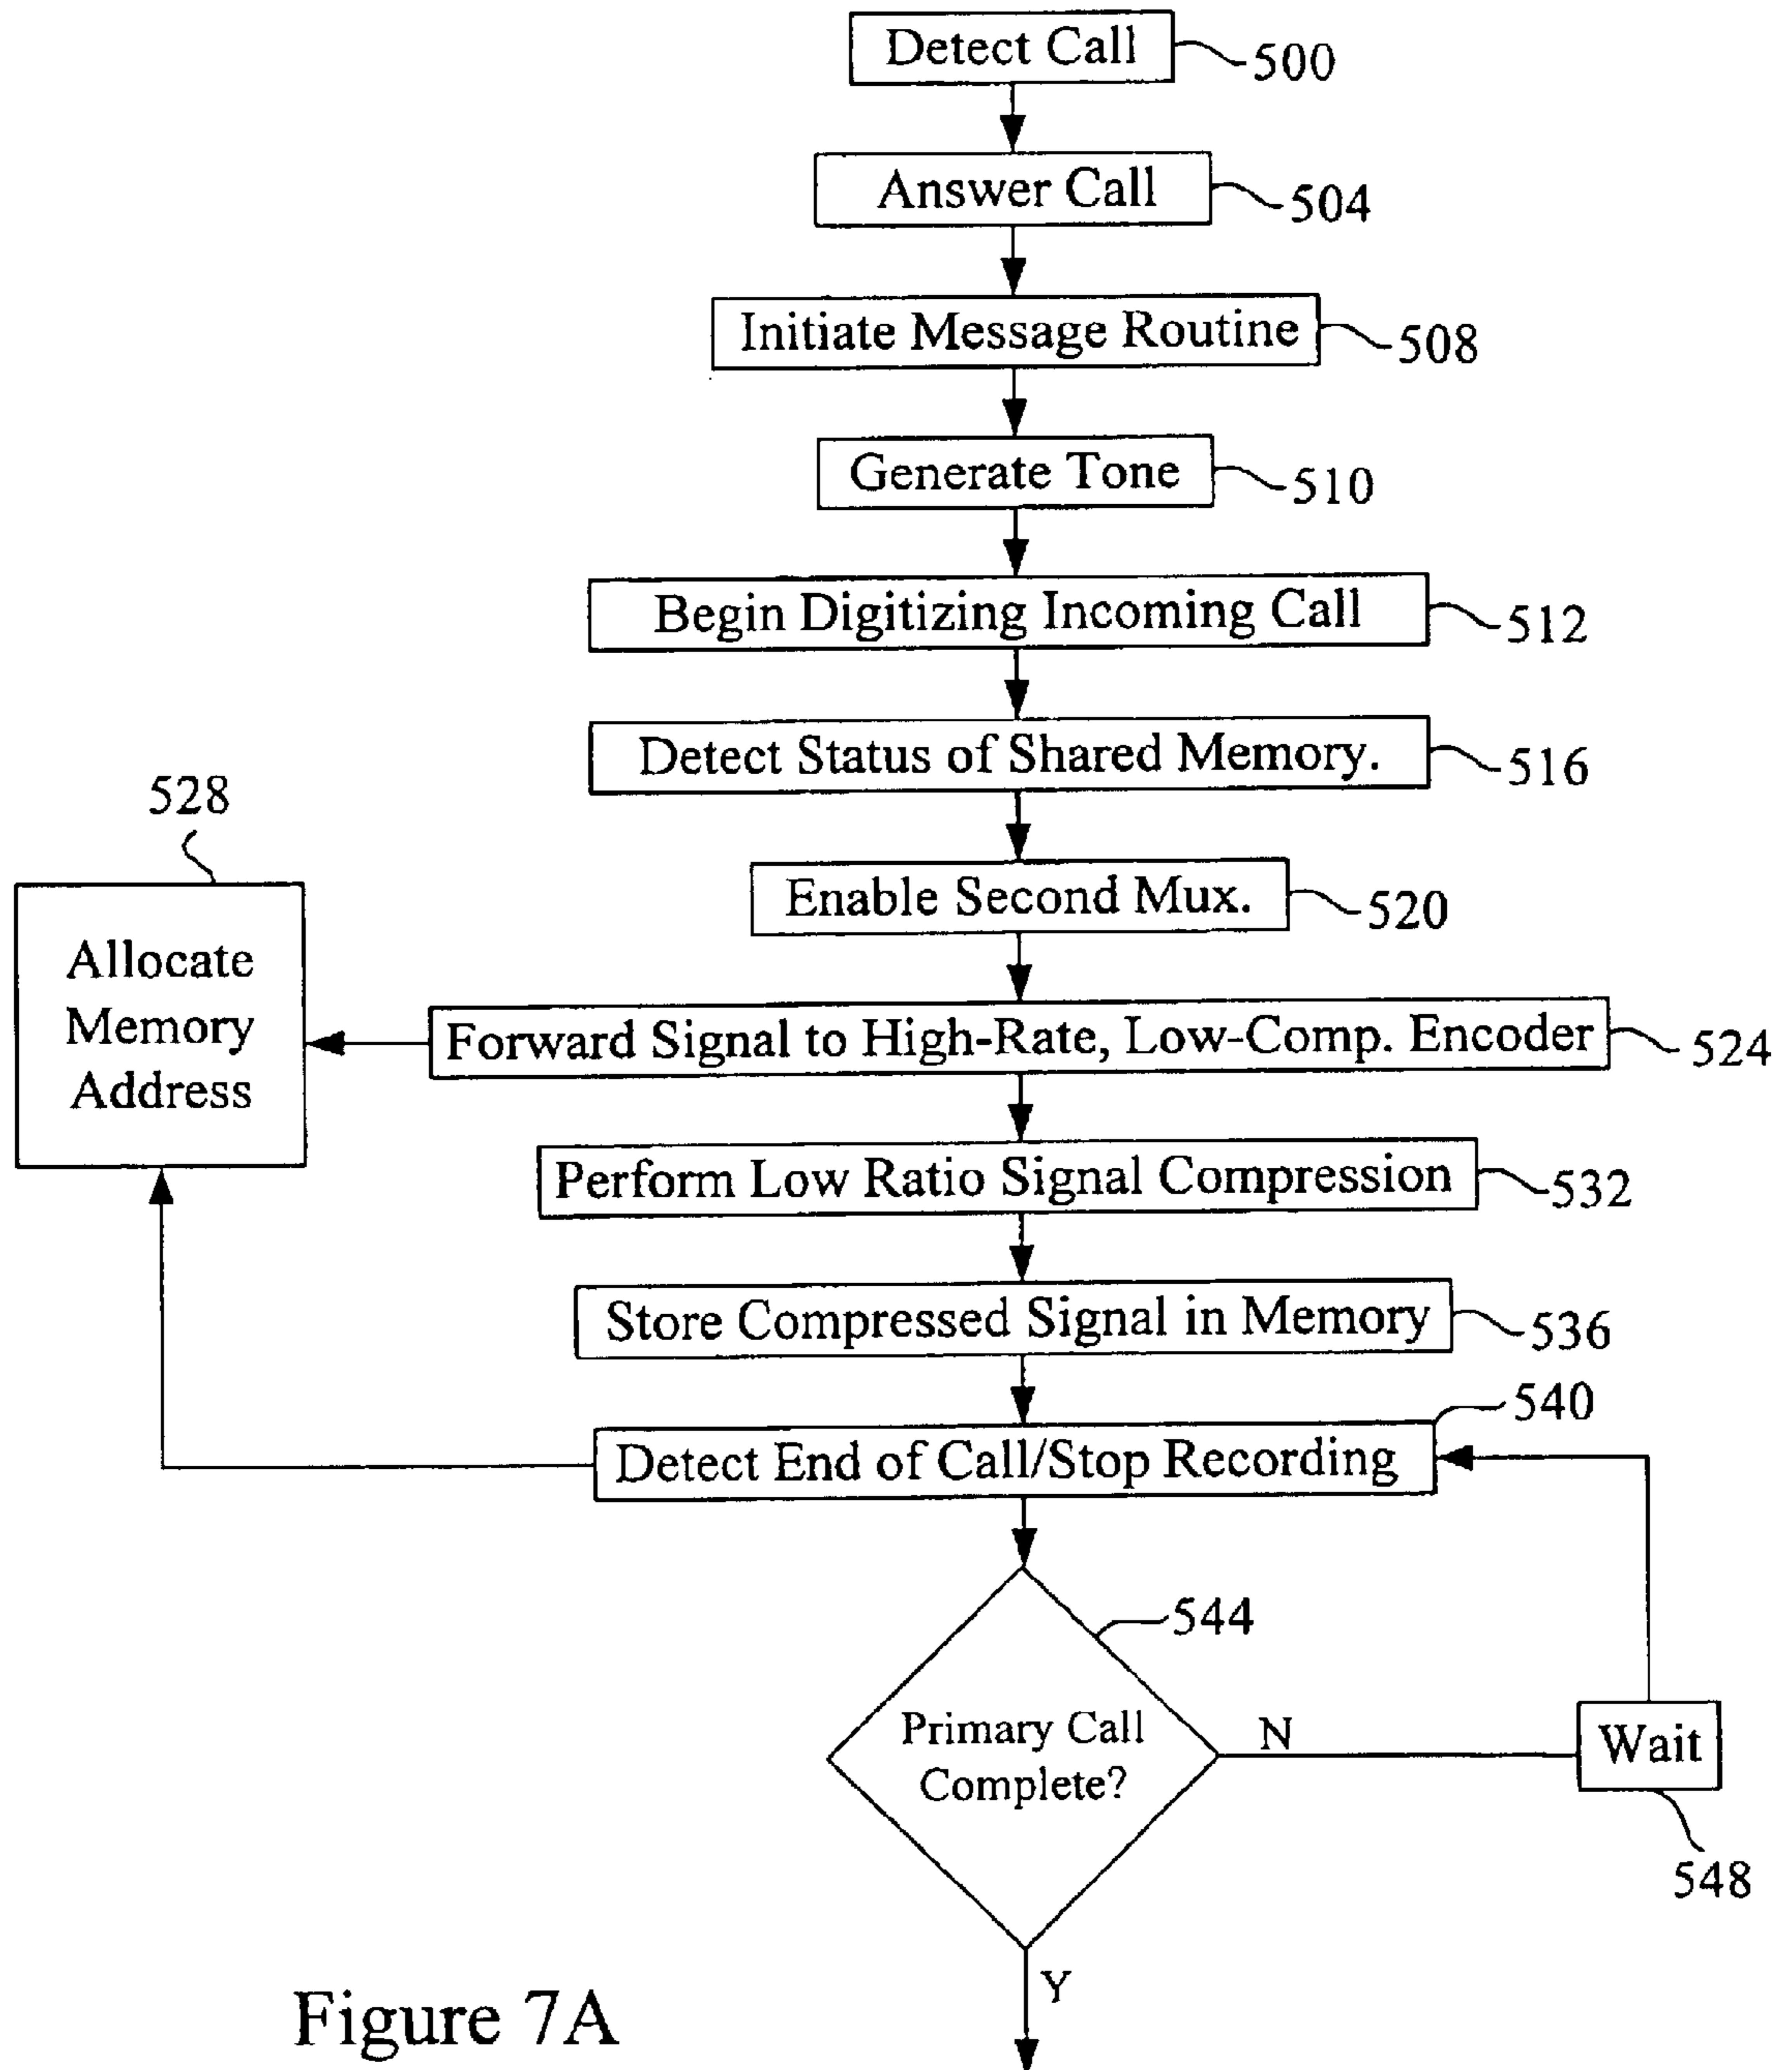 Detect Call
500
Answer Call
504
Initiate Message Routine
508
Generate Tone
510
Begin Digitizing Incoming Call
512
Detect Status of Shared Memory.
516
528
Allocate
Memory
Address
Enable Second Mux.
520
Forward Signal to High-Rate, Low-Comp. Encoder
524
Perform Low Ratio Signal Compression
532
Store Compressed Signal in Memory
536
540
Detect End of Call/Stop Recording
544
Primary Call
Complete?
N
Wait
548
Y
Figure 7A